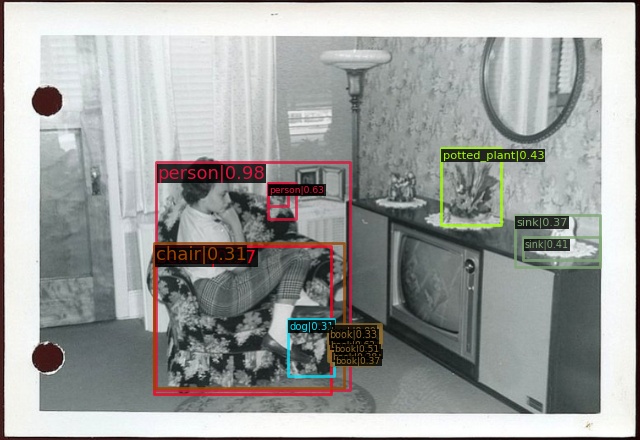 person|0.98
person|0.63
chair|0.317
dog|0.31
book|0.33
book|0.51
book|0.37
potted_plant|0.43
sink|0.37
sink|0.41